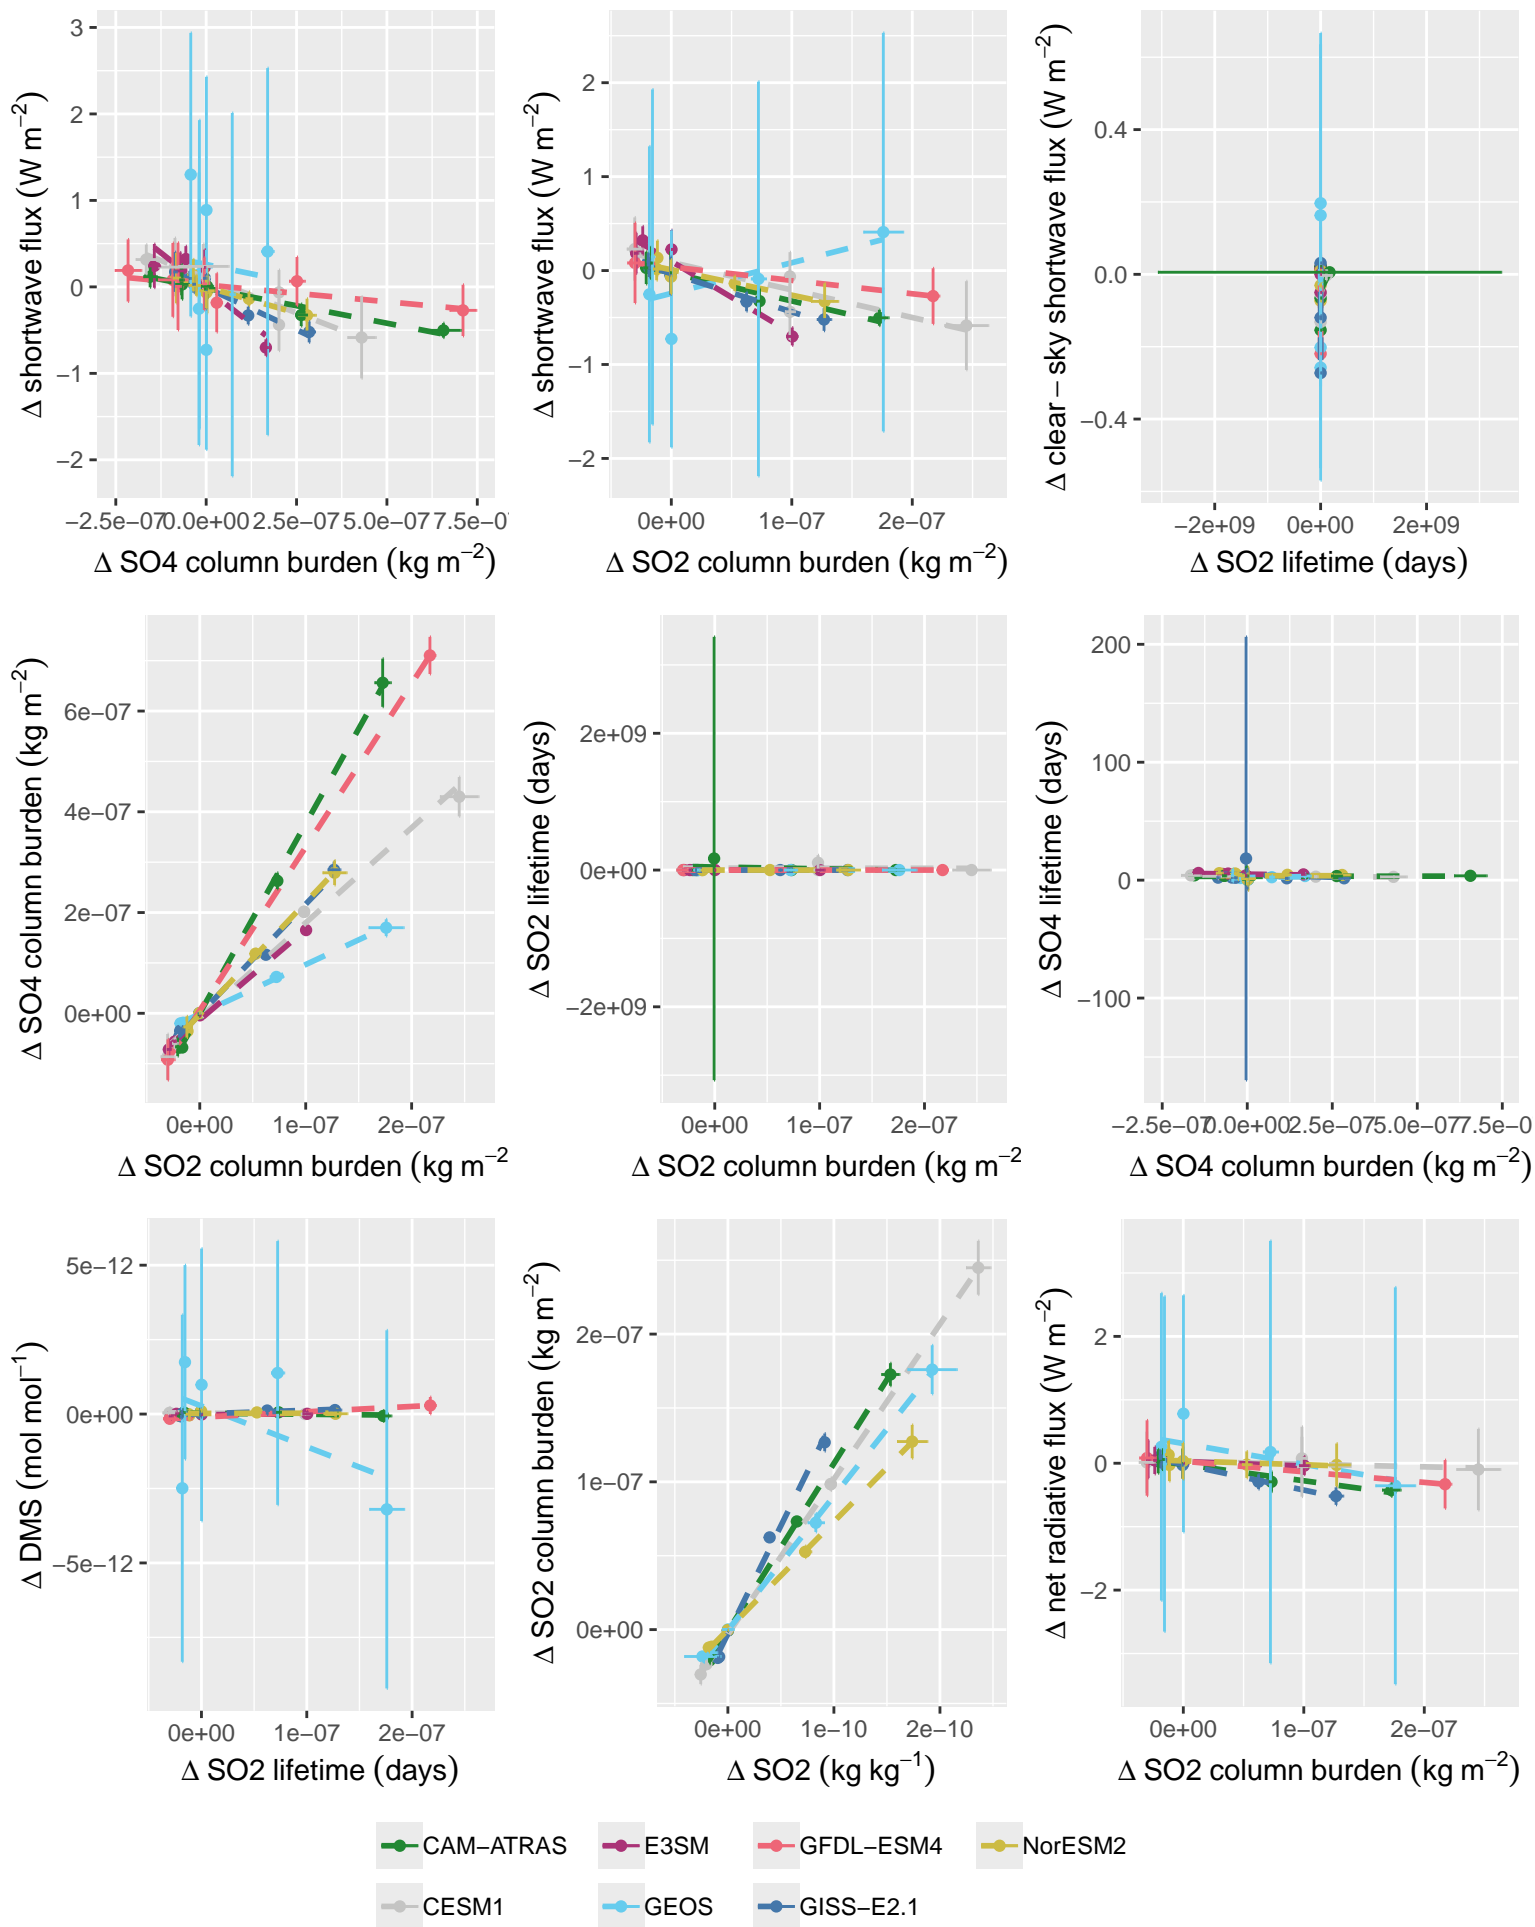 3
2
1
0
−1
−2
Δ shortwave flux (W m−2)
−2.5e−07 0.0e+00 2.5e−07 5.0e−07 7.5e−0
Δ SO4 column burden (kg m−2)
2
1
0
−1
−2
Δ shortwave flux (W m−2)
0e+00 1e−07 2e−07
Δ SO2 column burden (kg m−2)
0.4
0.0
−0.4
Δ clear − sky shortwave flux (W m−2)
−2e+09 0e+00 2e+09
Δ SO2 lifetime (days)
6e−07
4e−07
2e−07
0e+00
Δ SO4 column burden (kg m−2)
0e+00 1e−07 2e−07
Δ SO2 column burden (kg m−2
2e+09
0e+00
−2e+09
Δ SO2 lifetime (days)
0e+00 1e−07 2e−07
Δ SO2 column burden (kg m−2
200
100
0
−100
Δ SO4 lifetime (days)
−2.5e−07 0.0e+00 2.5e−07 5.0e−07 7.5e−0
Δ SO4 column burden (kg m−2)
5e−12
0e+00
−5e−12
Δ DMS (mol mol−1)
0e+00 1e−07 2e−07
Δ SO2 lifetime (days)
2e−07
1e−07
0e+00
Δ SO2 column burden (kg m−2)
0e+00 1e−10 2e−10
Δ SO2 (kg kg−1)
2
0
−2
Δ net radiative flux (W m−2)
0e+00 1e−07 2e−07
Δ SO2 column burden (kg m−2)
CAM−ATRAS E3SM GFDL−ESM4 NorESM2
CESM1 GEOS GISS−E2.1